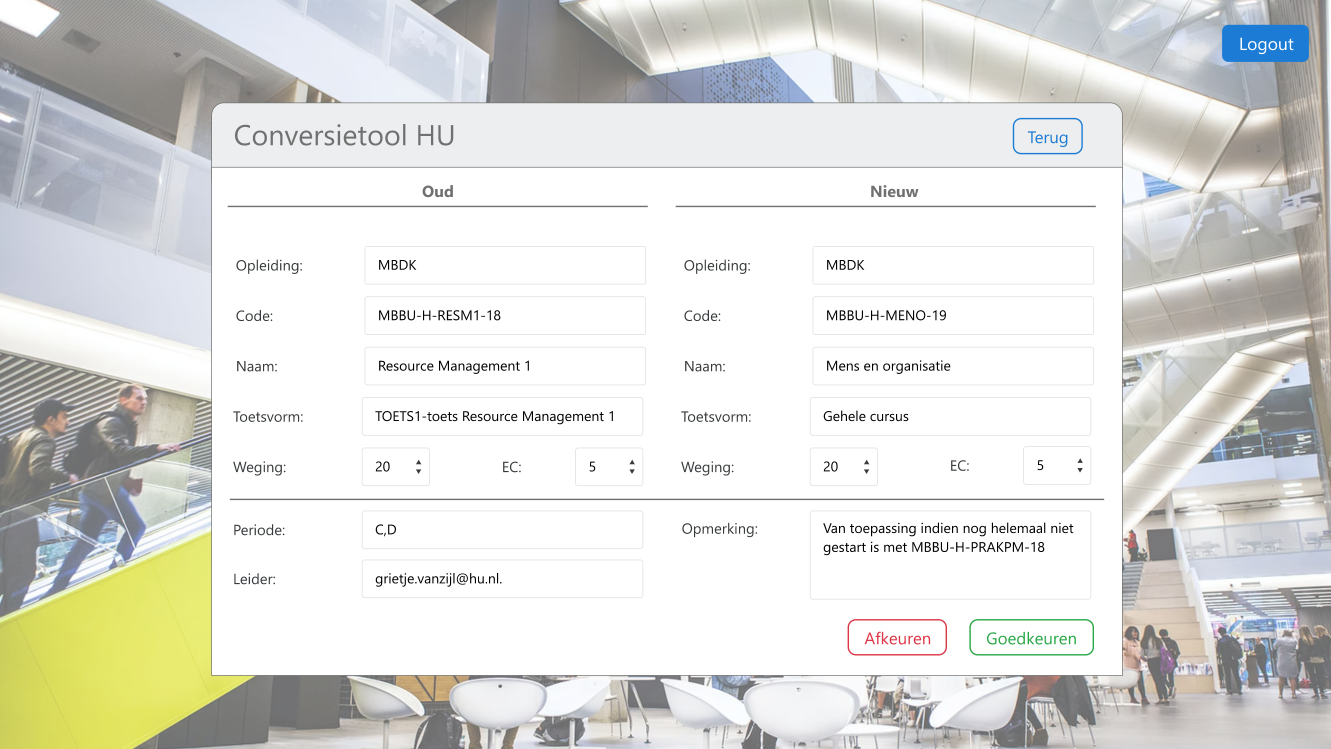 Logout
Conversietool HU
Terug
Oud
Opleiding: MBDK
Code: MBBU-H-RESM1-18
Naam: Resource Management 1
Toetsvorm: TOETS1-toets Resource Management 1
Weging: 20 EC: 5
Nieuw
Opleiding: MBDK
Code: MBBU-H-MENO-19
Naam: Mens en organisatie
Toetsvorm: Gehele cursus
Weging: 20 EC: 5
Periode: C,D
Leider: grietje.vanzijl@hu.nl.
Opmerking: Van toepassing indien nog helemaal niet
gestart is met MBBU-H-PRAKPM-18
Afkeuren
Goedkeuren